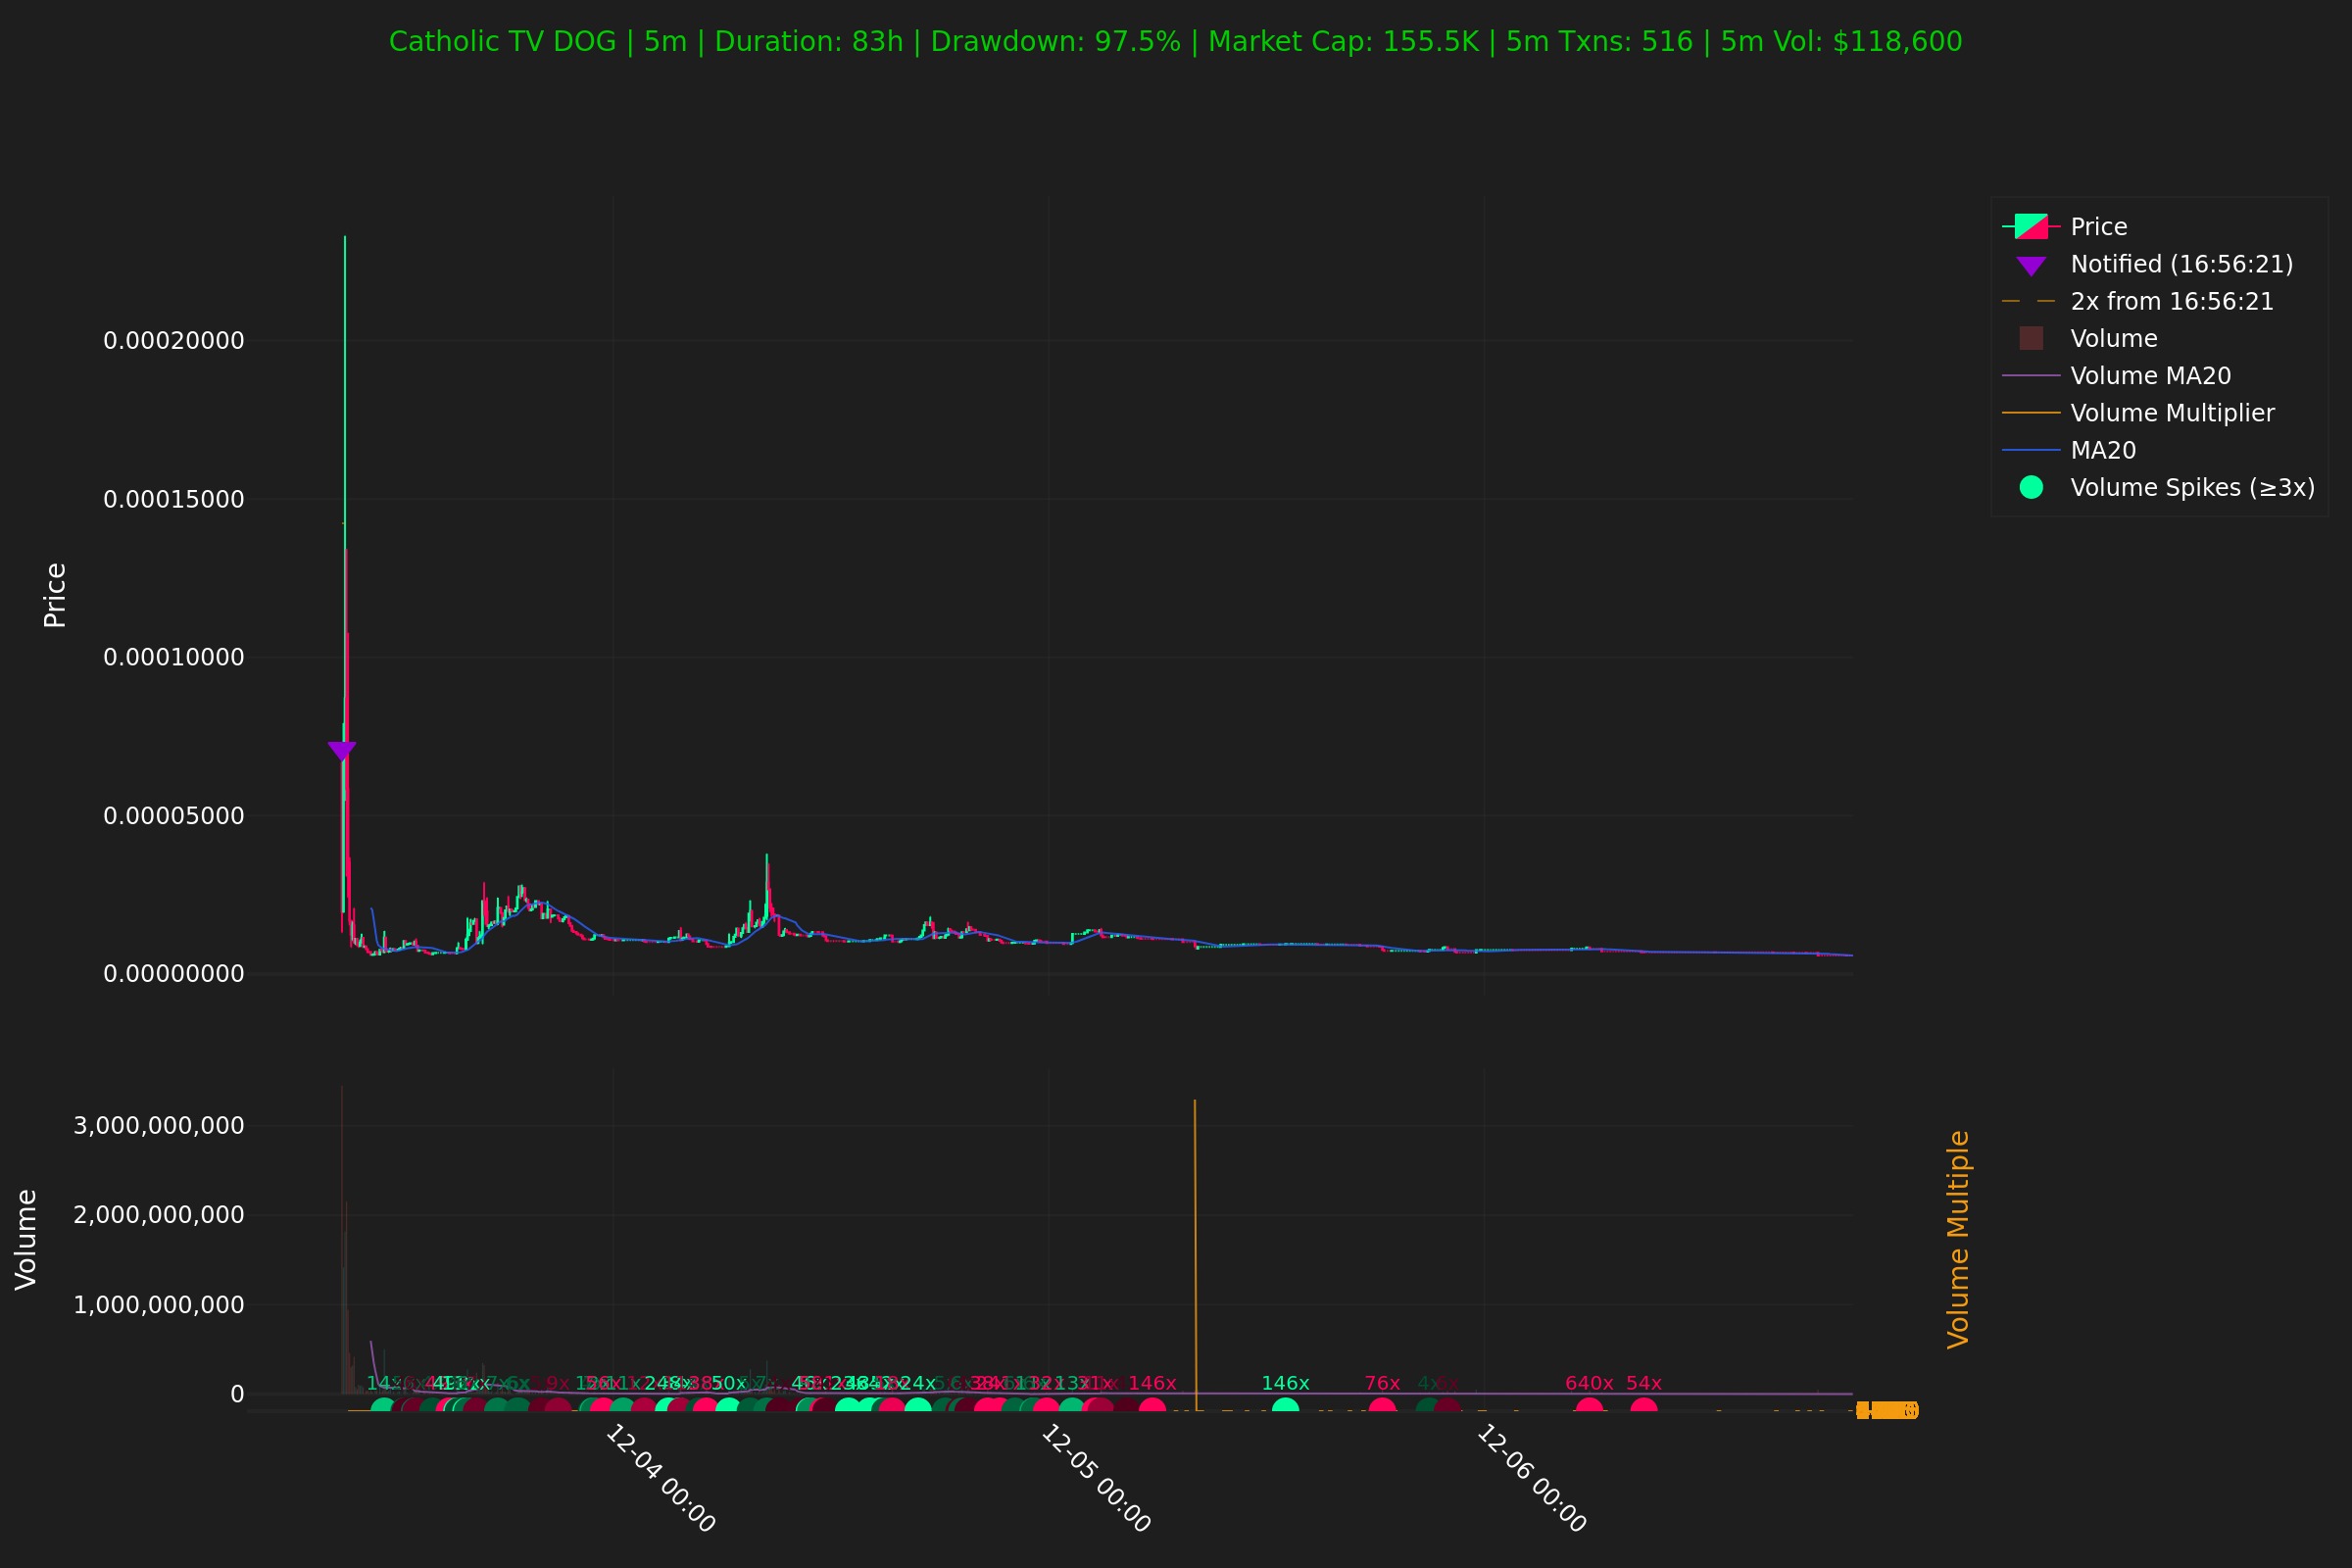 Catholic TV DOG | 5m | Duration: 83h | Drawdown: 97.5% | Market Cap: 155.5K | 5m Txns: 516 | 5m Vol: $118,600
Price
Notified (16:56:21)
2x from 16:56:21
Volume
Volume MA20
Volume Multiplier
MA20
Volume Spikes (≥3x)
Price
0.00020000
0.00015000
0.00010000
0.00005000
0.00000000
Volume
3,000,000,000
2,000,000,000
1,000,000,000
0
Volume Multiple
50x
24x
146x
146x
76x
640x
54x
12-04 00:00
12-05 00:00
12-06 00:00